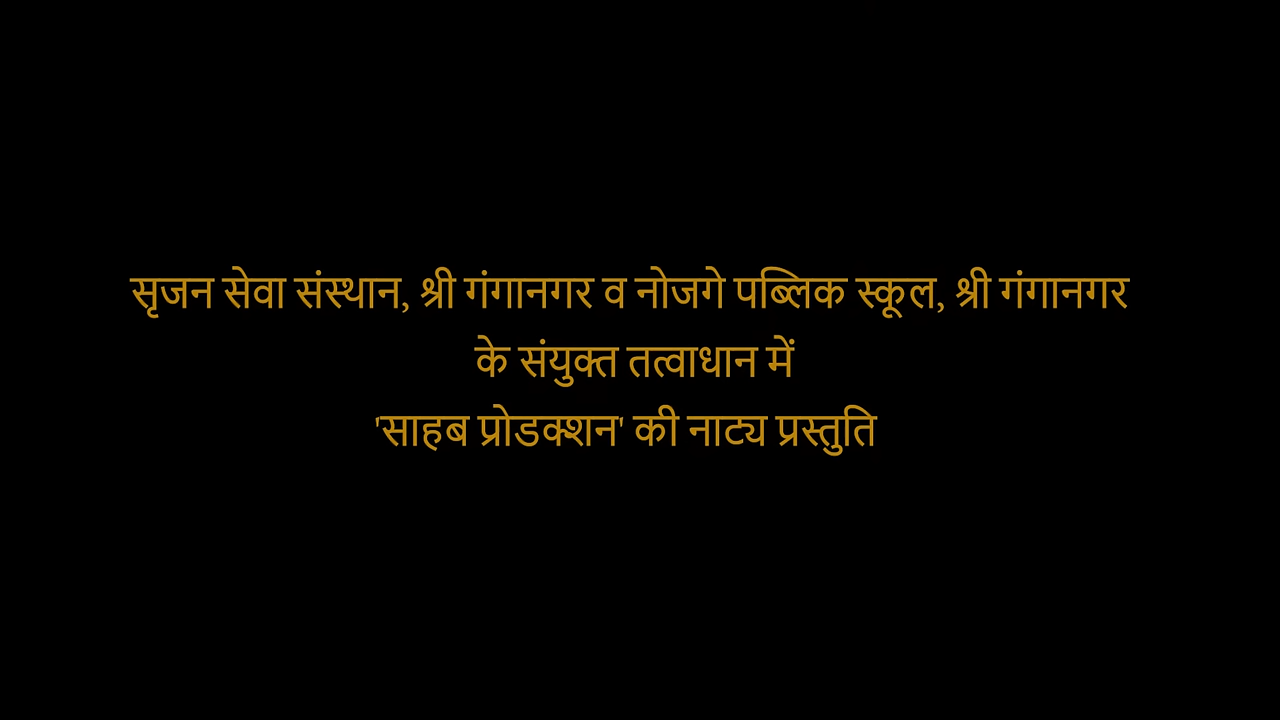 सृजन सेवा संस्थान, श्री गंगानगर व नोजगे पब्लिक स्कूल, श्री गंगानगर
के संयुक्त तत्वाधान में
'साहब प्रोडक्शन' की नाट्य प्रस्तुति